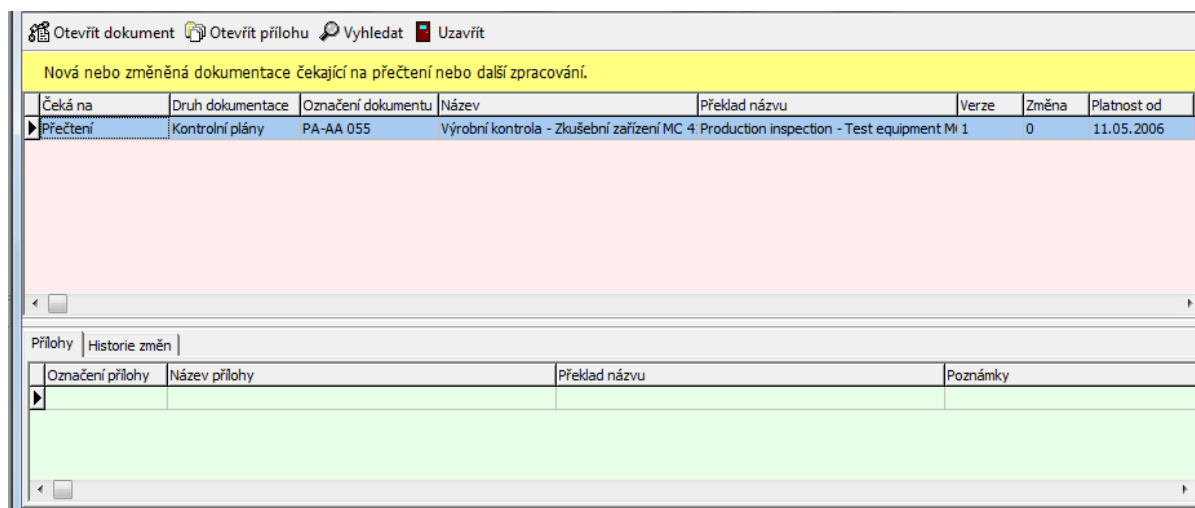 Otevřít dokument Otevřít přílohu Vyhledat Uzavřít
Nová nebo změněná dokumentace čekající na přečtení nebo další zpracování.
Čeká na Druh dokumentace Označení dokumentu Název Překlad názvu Verze Změna Platnost od
Přečtení Kontrolní plány PA-AA 055 Výrobní kontrola - Zkušební zařízení MC Production inspection - Test equipment 1 0 11.05.2006
Přílohy Historie změn
Označení přílohy Název přílohy Překlad názvu Poznámky